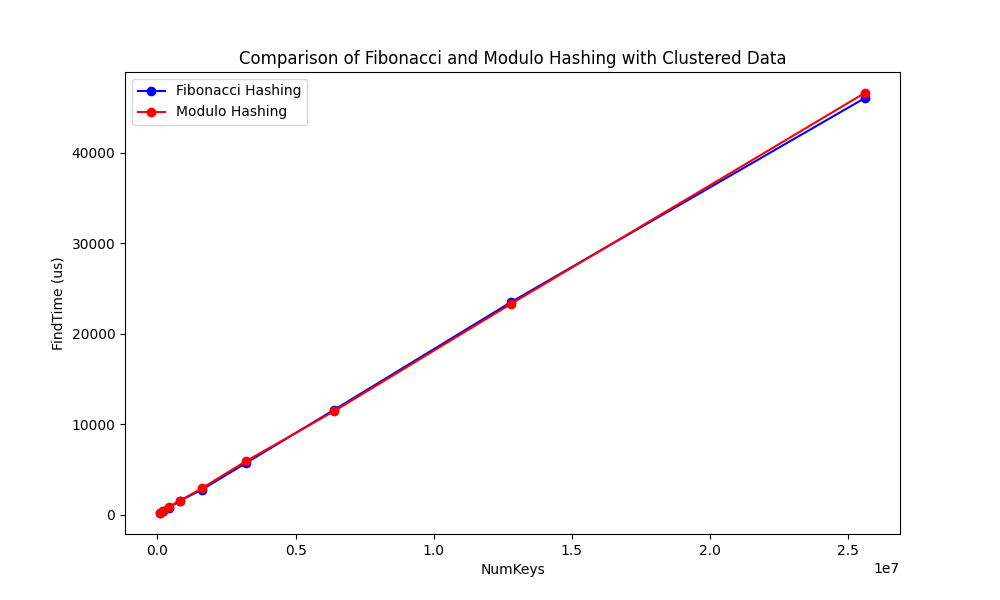 Comparison of Fibonacci and Modulo Hashing with Clustered Data
Fibonacci Hashing
Modulo Hashing
40000
30000
20000
10000
0
FindTime (us)
0.0 0.5 1.0 1.5 2.0 2.5
1e7
NumKeys